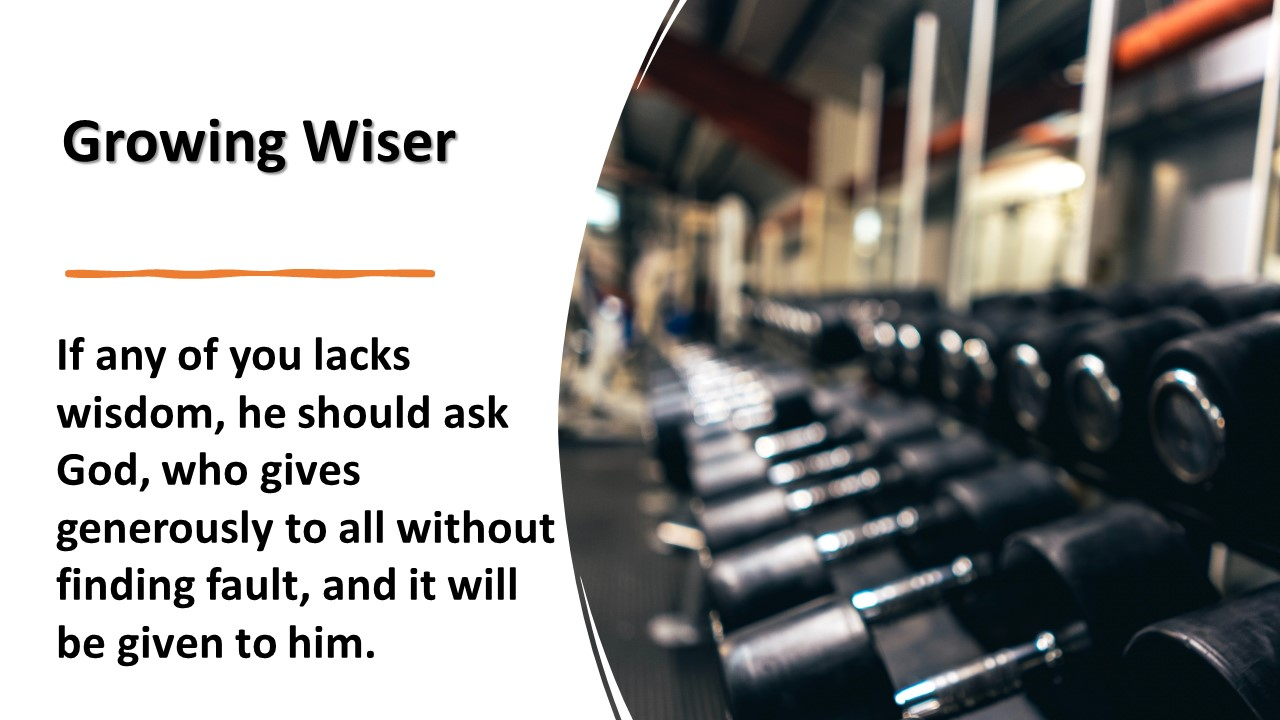 Growing Wiser
If any of you lacks
wisdom, he should ask
God, who gives
generously to all without
finding fault, and it will
be given to him.